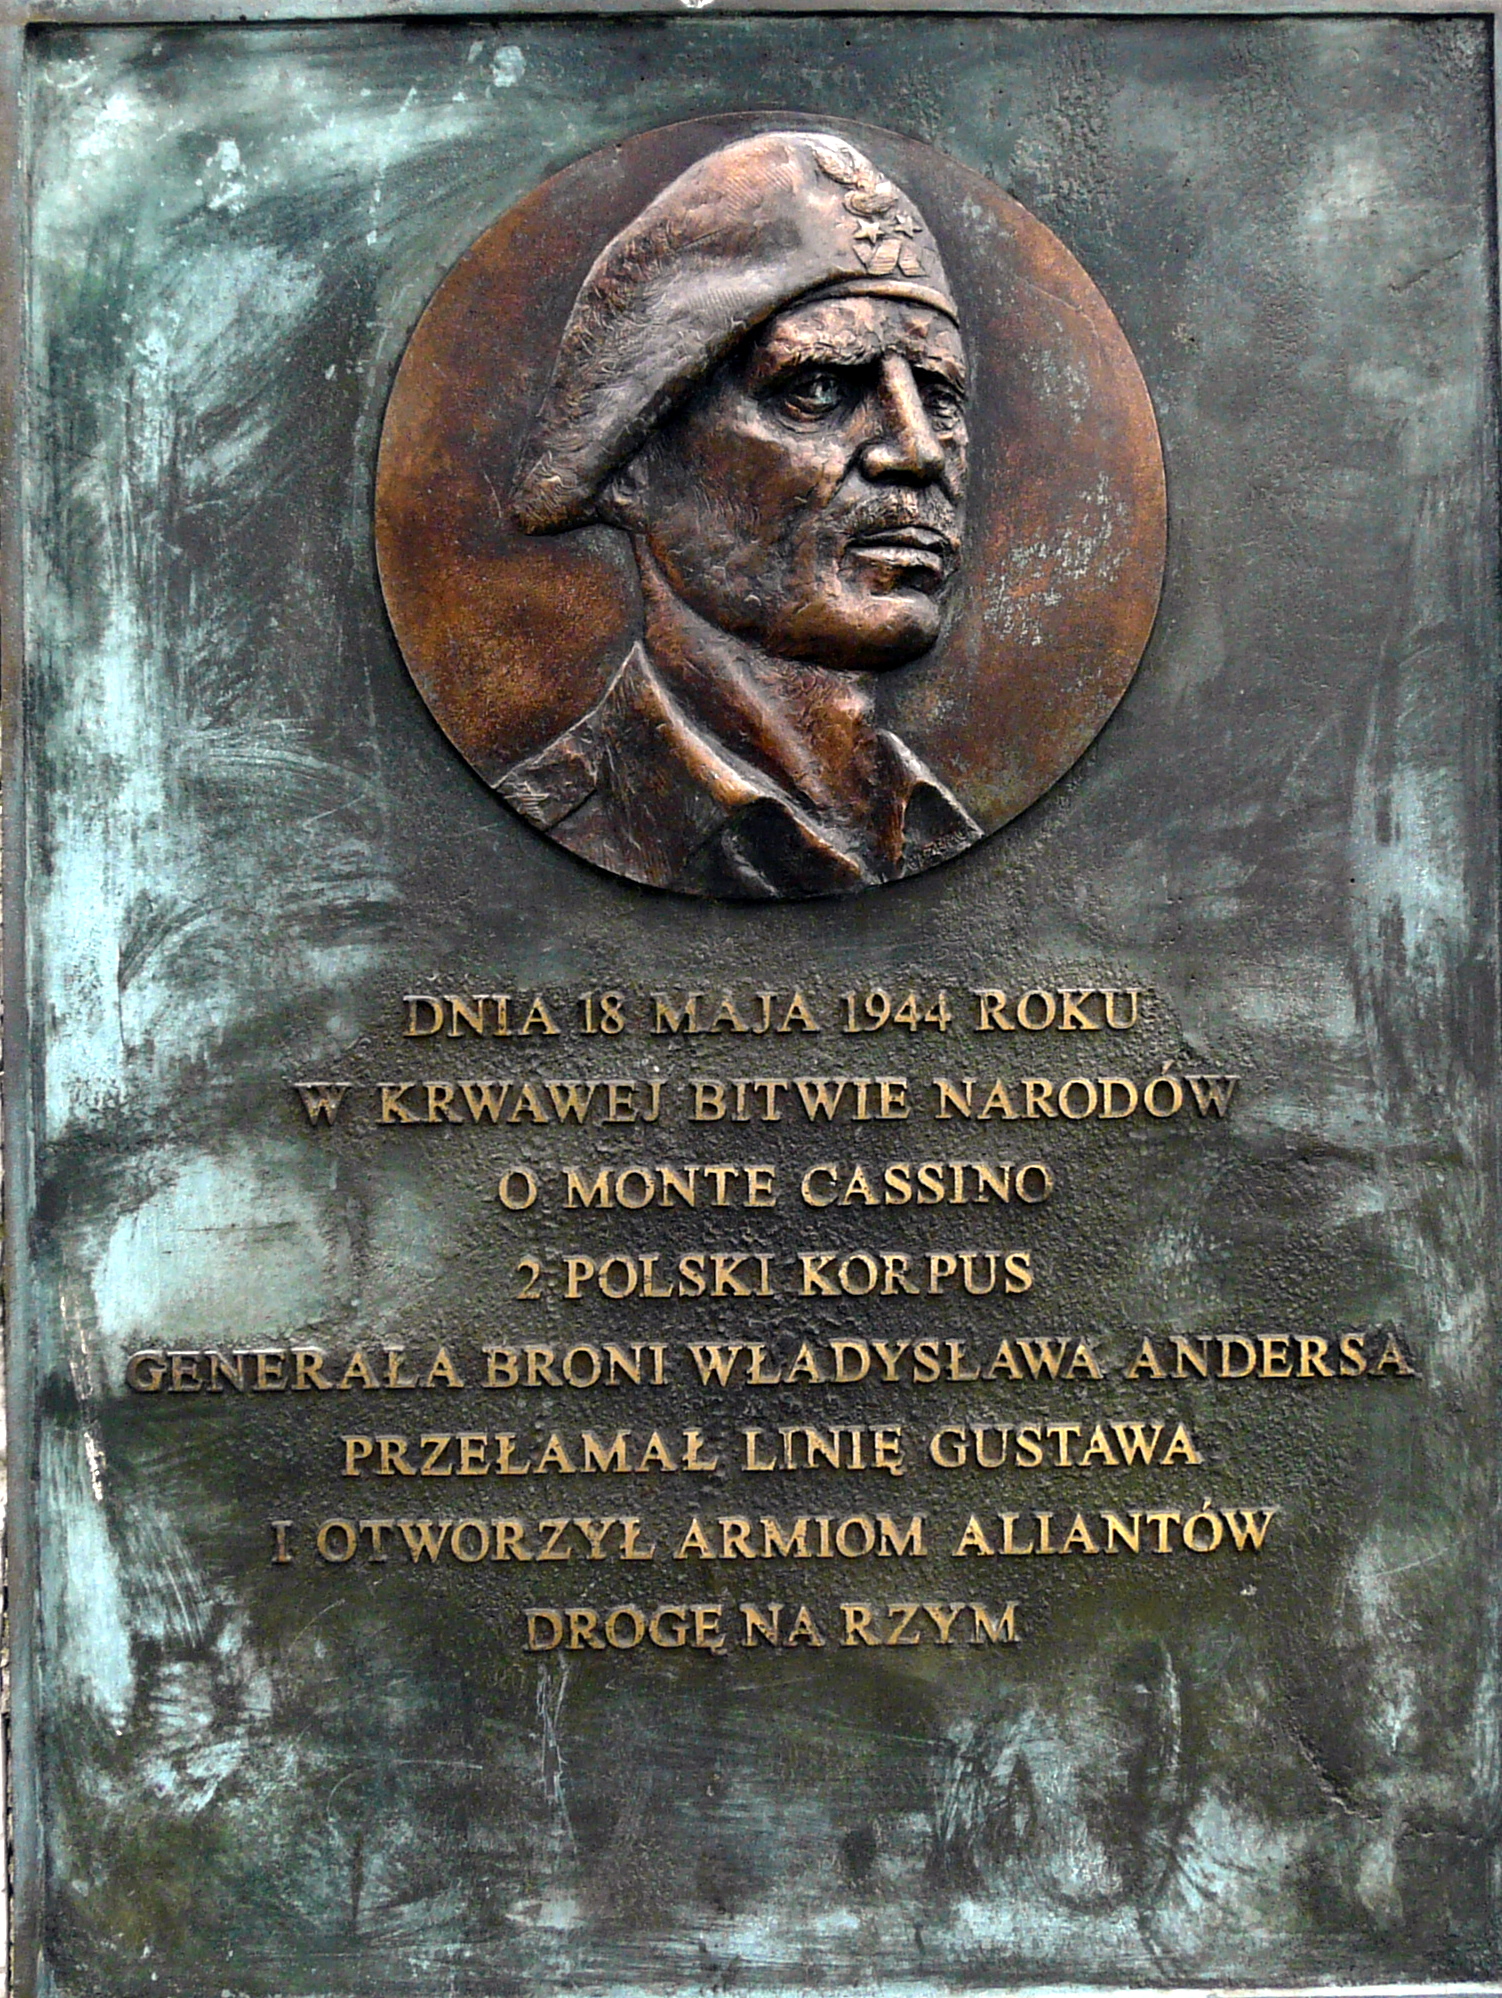 DNIA 18 MAJA 1944 ROKU
W KRWAWEJ BITWIE NARODÓW
O MONTE CASSINO
2 POLSKI KORPUS
GENERAŁA BRONI WŁADYSŁAWA ANDERSA
PRZEŁAMAŁ LINIĘ GUSTAWA
I OTWORZYŁ ARMIOM ALIANTÓW
DROGĘ NA RZYM